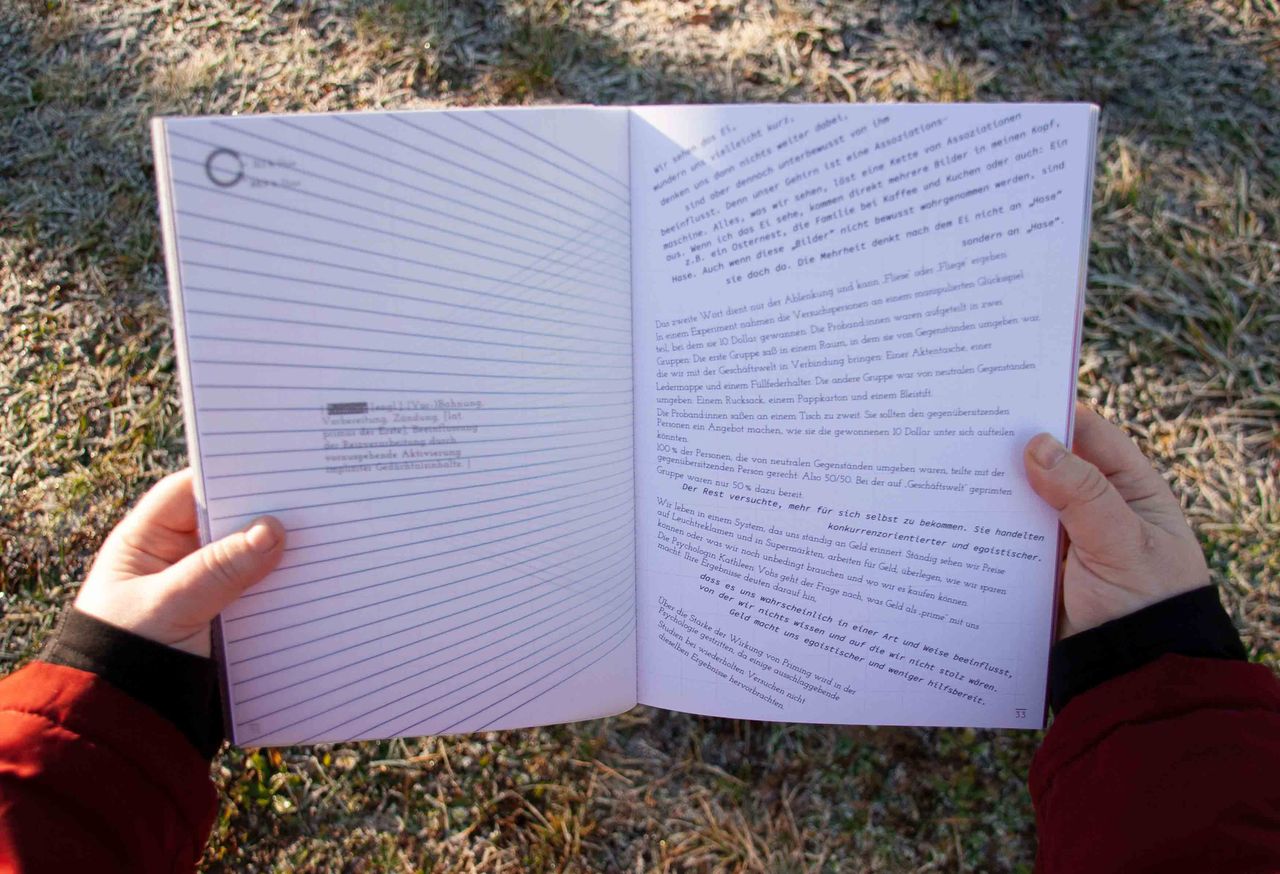 [engl.] [Vor-]Bahnung,
Vorbereitung, Zündung, [lat.
primus der Erste] Beeinflussung
der Reizverarbeitung durch
vorausgehende Aktivierung
impliziter Gedächtnisinhalte. ]
Wir sehen das Ei,
wundern uns vielleicht kurz,
denken uns dann nichts weiter dabei,
sind aber dennoch unterbewusst von ihm
beeinflusst. Denn unser Gehirn ist eine Assoziations-
maschine. Alles, was wir sehen, löst eine Kette von Assoziationen
aus. Wenn ich das Ei sehe, kommen direkt mehrere Bilder in meinen Kopf,
z.B. ein Osternest, die Familie bei Kaffee und Kuchen oder auch: Ein
Hase. Auch wenn diese „Bilder" nicht bewusst wahrgenommen werden, sind
sie doch da. Die Mehrheit denkt nach dem Ei nicht an „Hose"
sondern an „Hase".
Das zweite Wort dient nur der Ablenkung und kann „Fliese" oder „Fliege" ergeben.
In einem Experiment nahmen die Versuchspersonen an einem manipulierten Glücksspiel
teil, bei dem sie 10 Dollar gewannen. Die Proband:innen waren aufgeteilt in zwei
Gruppen: Die erste Gruppe saß in einem Raum, in dem sie von Gegenständen umgeben war,
die wir mit der Geschäftswelt in Verbindung bringen: Einer Aktentasche, einer
Ledermappe und einem Füllfederhalter. Die andere Gruppe war von neutralen Gegenständen
umgeben: Einem Rucksack, einem Pappkarton und einem Bleistift.
Die Proband:innen saßen an einem Tisch zu zweit. Sie sollten den gegenübersitzenden
Personen ein Angebot machen, wie sie die gewonnenen 10 Dollar unter sich aufteilen
könnten.
100 % der Personen, die von neutralen Gegenständen umgeben waren, teilte mit der
gegenübersitzenden Person gerecht: Also 50/50. Bei der auf „Geschäftswelt" geprimten
Gruppe waren nur 50 % dazu bereit.
Der Rest versuchte, mehr für sich selbst zu bekommen. Sie handelten
konkurrenzorientierter und egoistischer.
Wir leben in einem System, das uns ständig an Geld erinnert. Ständig sehen wir Preise
auf Leuchtreklamen und in Supermärkten, arbeiten für Geld, überlegen, wie wir sparen
können oder was wir noch unbedingt brauchen und wo wir es kaufen können.
Die Psychologin Kathleen Vohs geht der Frage nach, was Geld als „prime" mit uns
macht. Ihre Ergebnisse deuten darauf hin,
dass es uns wahrscheinlich in einer Art und Weise beeinflusst,
von der wir nichts wissen und auf die wir nicht stolz wären.
Geld macht uns egoistischer und weniger hilfsbereit.
Über die Stärke der Wirkung von Priming wird in der
Psychologie gestritten, da einige ausschlaggebende
Studien bei wiederholten Versuchen nicht
dieselben Ergebnisse hervorbrachten.
33